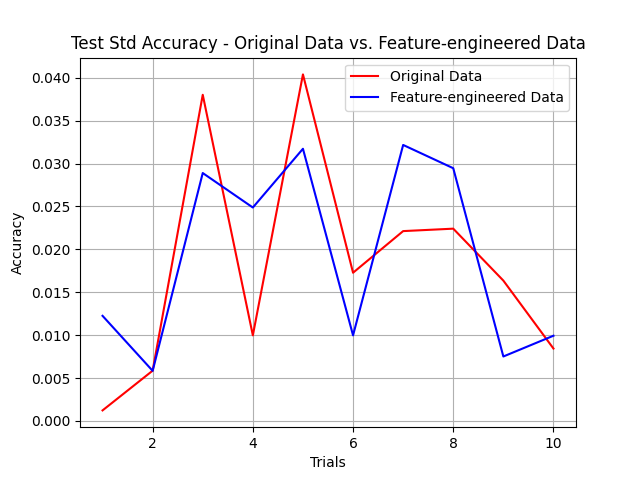 Test Std Accuracy - Original Data vs. Feature-engineered Data
Original Data
Feature-engineered Data
Accuracy
0.040
0.035
0.030
0.025
0.020
0.015
0.010
0.005
0.000
2 4 6 8 10
Trials